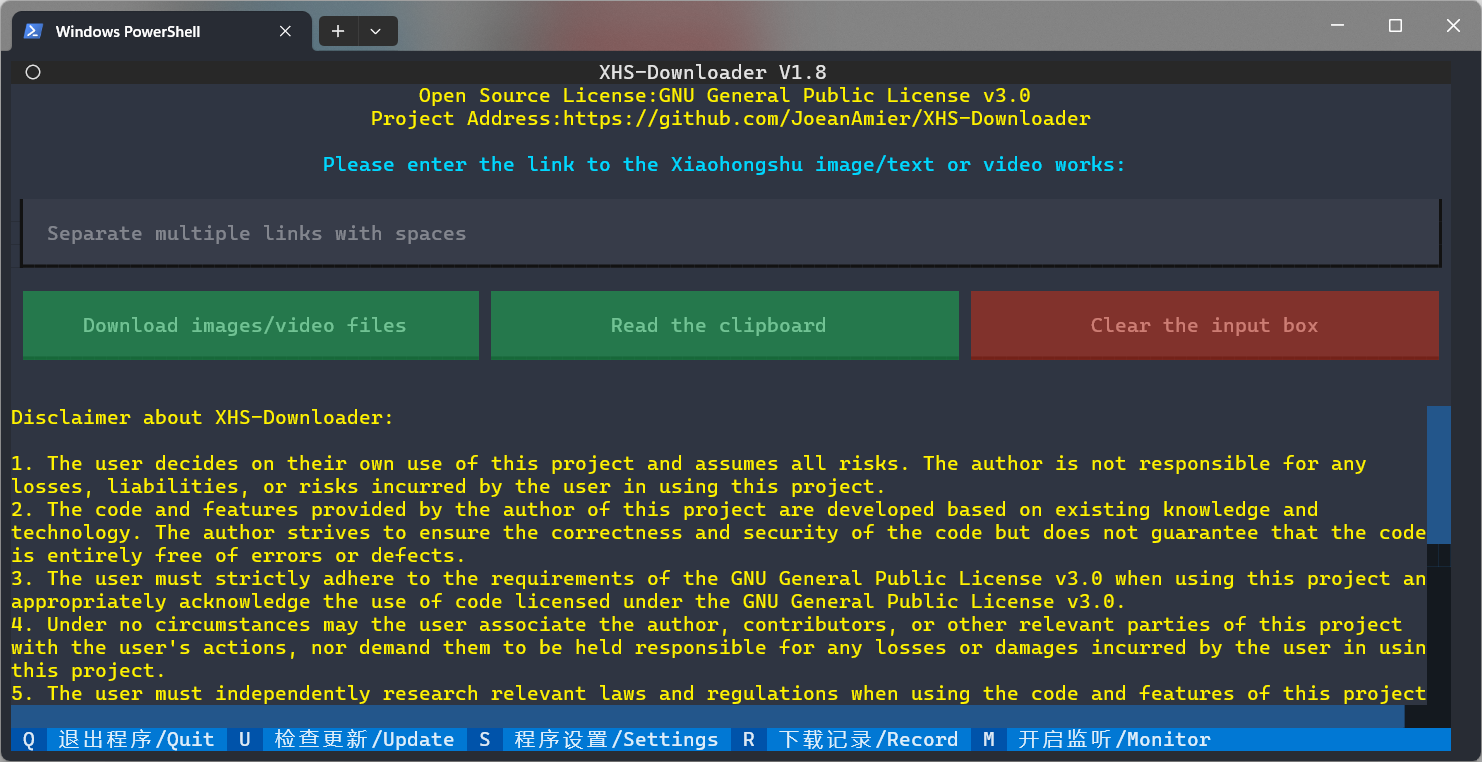 Windows PowerShell
XHS-Downloader V1.8
Open Source License:GNU General Public License v3.0
Project Address:https://github.com/JoeanAmier/XHS-Downloader
Please enter the link to the Xiaohongshu image/text or video works:
Separate multiple links with spaces
Download images/video files Read the clipboard Clear the input box
Disclaimer about XHS-Downloader:
1. The user decides on their own use of this project and assumes all risks. The author is not responsible for any
losses, liabilities, or risks incurred by the user in using this project.
2. The code and features provided by the author of this project are developed based on existing knowledge and
technology. The author strives to ensure the correctness and security of the code but does not guarantee that the code
is entirely free of errors or defects.
3. The user must strictly adhere to the requirements of the GNU General Public License v3.0 when using this project an
appropriately acknowledge the use of code licensed under the GNU General Public License v3.0.
4. Under no circumstances may the user associate the author, contributors, or other relevant parties of this project
with the user's actions, nor demand them to be held responsible for any losses or damages incurred by the user in usin
this project.
5. The user must independently research relevant laws and regulations when using the code and features of this project
Q 退出程序/Quit U 检查更新/Update S 程序设置/Settings R 下载记录/Record M 开启监听/Monitor